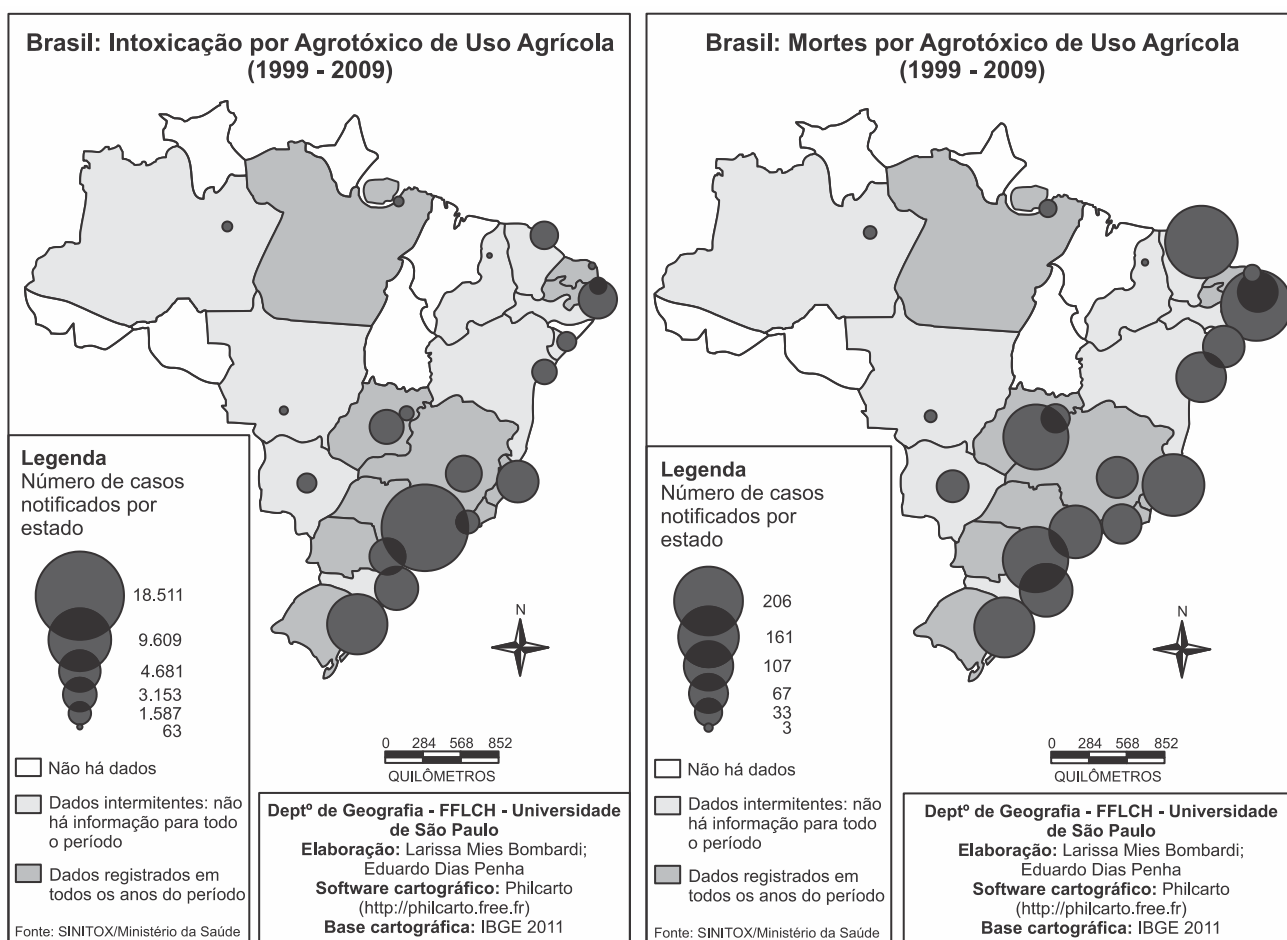 Brasil: Intoxicação por Agrotóxico de Uso Agrícola
(1999 - 2009)
Legenda
Número de casos
notificados por
estado
18.511
9.609
4.681
3.153
1.587
63
Não há dados
Dados intermitentes: não
há informação para todo
o período
Dados registrados em
todos os anos do período
Fonte: SINITOX/Ministério da Saúde
N
0 284 568 852
QUILÔMETROS
Deptº de Geografia - FFLCH - Universidade
de São Paulo
Elaboração: Larissa Mies Bombardi;
Eduardo Dias Penha
Software cartográfico: Philcarto
(http://philcarto.free.fr)
Base cartográfica: IBGE 2011
Brasil: Mortes por Agrotóxico de Uso Agrícola
(1999 - 2009)
Legenda
Número de casos
notificados por
estado
206
161
107
67
33
3
Não há dados
Dados intermitentes: não
há informação para todo
o período
Dados registrados em
todos os anos do período
Fonte: SINITOX/Ministério da Saúde
N
0 284 568 852
QUILÔMETROS
Deptº de Geografia - FFLCH - Universidade
de São Paulo
Elaboração: Larissa Mies Bombardi;
Eduardo Dias Penha
Software cartográfico: Philcarto
(http://philcarto.free.fr)
Base cartográfica: IBGE 2011